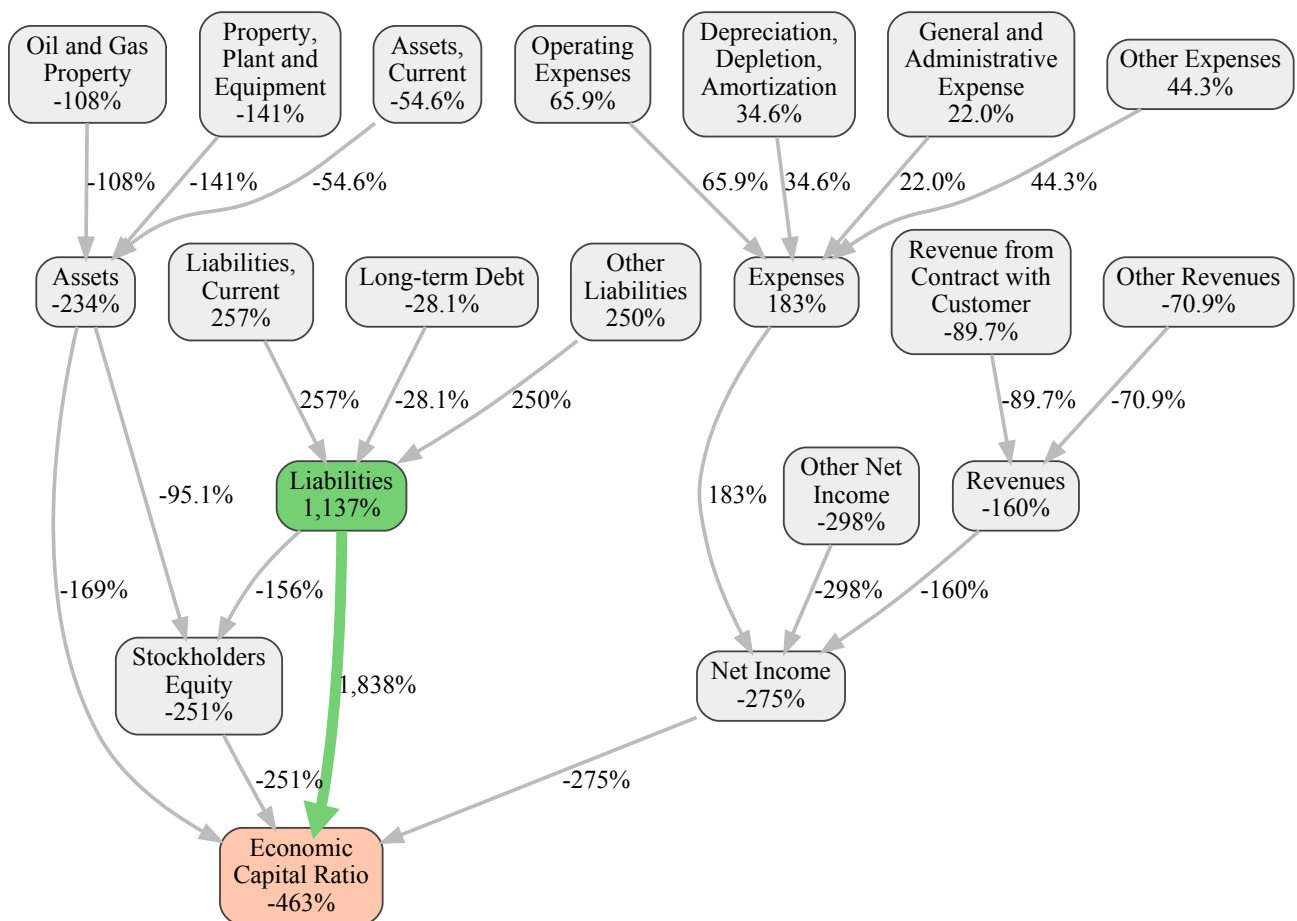 Oil and Gas
Property
-108%
Property,
Plant and
Equipment
-141%
Assets,
Current
-54.6%
Operating
Expenses
65.9%
Depreciation,
Depletion,
Amortization
34.6%
General and
Administrative
Expense
22.0%
Other Expenses
44.3%
-108%
-141%
-54.6%
65.9%
34.6%
22.0%
44.3%
Assets
-234%
Liabilities,
Current
257%
Long-term Debt
-28.1%
Other
Liabilities
250%
Expenses
183%
Revenue from
Contract with
Customer
-89.7%
Other Revenues
-70.9%
257%
-28.1%
250%
-89.7%
-70.9%
-95.1%
Liabilities
1,137%
183%
Other Net
Income
-298%
Revenues
-160%
-169%
-156%
-298%
-160%
Stockholders
Equity
-251%
1,838%
Net Income
-275%
-251%
-275%
Economic
Capital Ratio
-463%